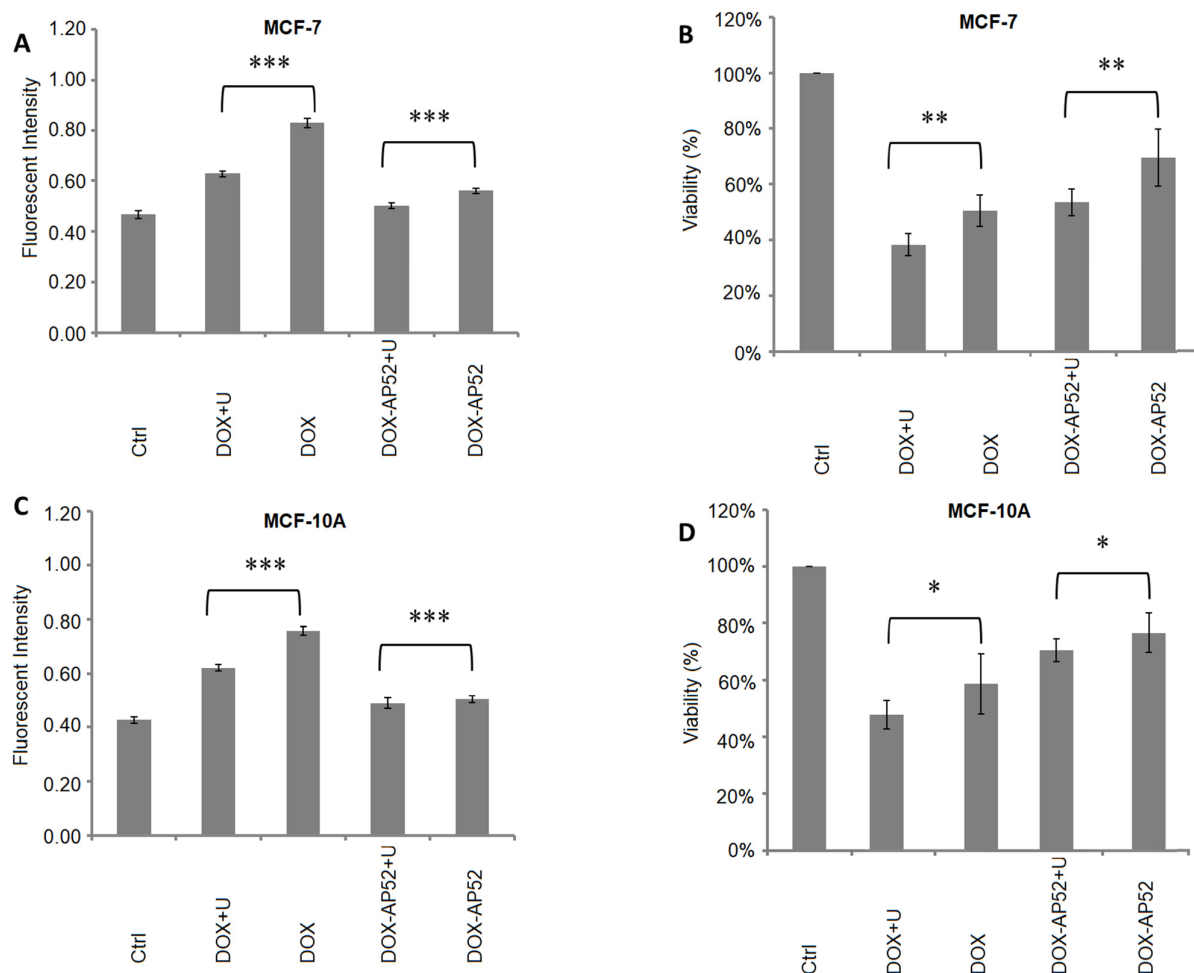 A
MCF-7
Fluorescent Intensity
1.20
1.00
0.80
0.60
0.40
0.20
0.00
***
***
Ctrl
DOX+U
DOX
DOX-AP52+U
DOX-AP52
B
MCF-7
Viability (%)
120%
100%
80%
60%
40%
20%
0%
**
**
Ctrl
DOX+U
DOX
DOX-AP52+U
DOX-AP52
C
MCF-10A
Fluorescent Intensity
1.20
1.00
0.80
0.60
0.40
0.20
0.00
***
***
Ctrl
DOX+U
DOX
DOX-AP52+U
DOX-AP52
D
MCF-10A
Viability (%)
120%
100%
80%
60%
40%
20%
0%
*
*
Ctrl
DOX+U
DOX
DOX-AP52+U
DOX-AP52